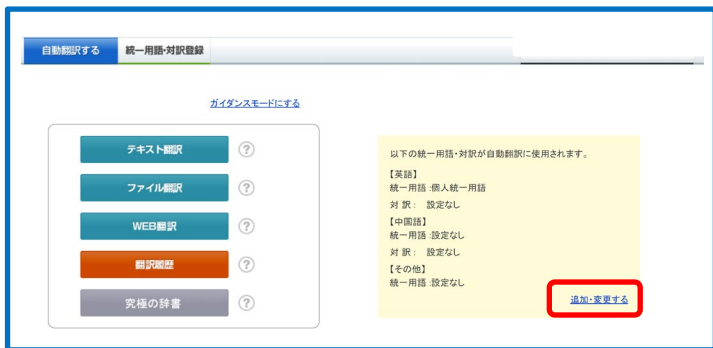 自動翻訳する
統一用語・対訳登録
ガイダンスモードにする
テキスト翻訳 ?
ファイル翻訳 ?
WEB翻訳 ?
翻訳履歴 ?
究極の辞書 ?
以下の統一用語・対訳が自動翻訳に使用されます。
【英語】
統一用語 :個人統一用語
対 訳 : 設定なし
【中国語】
統一用語 :設定なし
対 訳 : 設定なし
【その他】
統一用語 :設定なし
追加・変更する